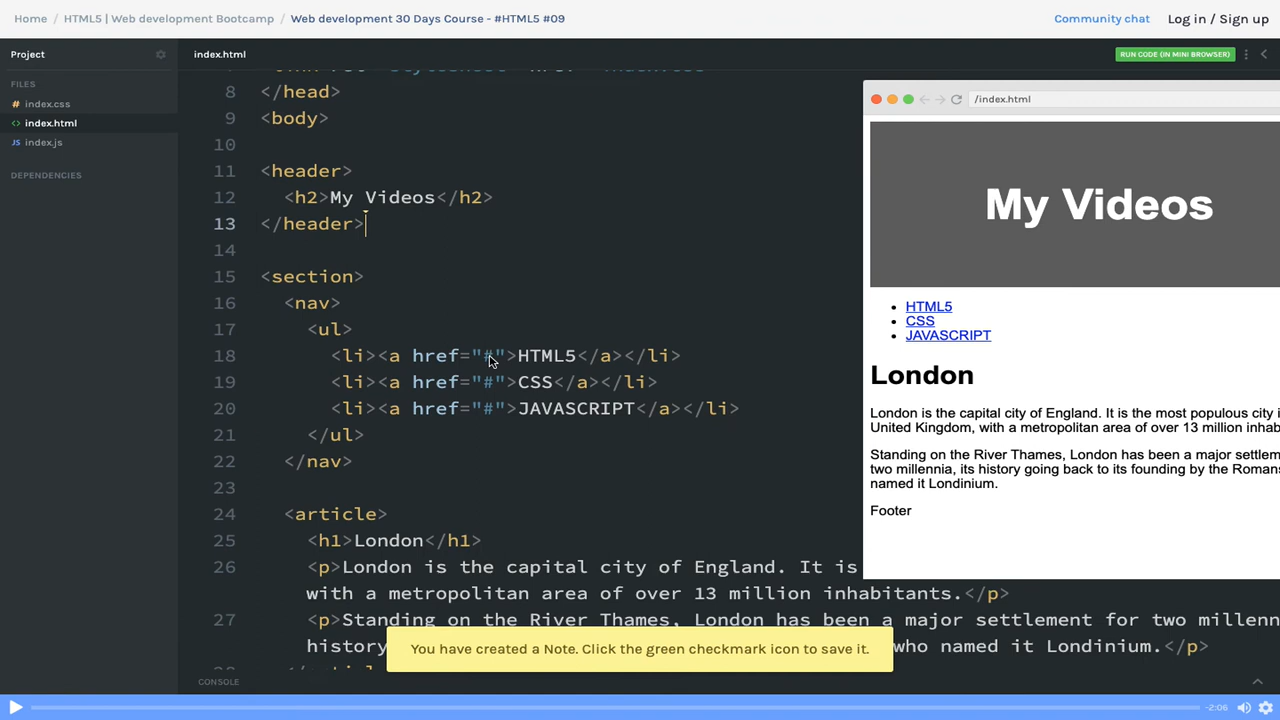 Home / HTML5 | Web development Bootcamp / Web development 30 Days Course - #HTML5 #09
Community chat
Log in / Sign up
Project
index.html
RUN CODE (IN MINI BROWSER)
FILES
# index.css
<> index.html
JS index.js
DEPENDENCIES
8 </head>
9 <body>
10
11 <header>
12 <h2>My Videos</h2>
13 </header>
14
15 <section>
16 <nav>
17 <ul>
18 <li><a href="#">HTML5</a></li>
19 <li><a href="#">CSS</a></li>
20 <li><a href="#">JAVASCRIPT</a></li>
21 </ul>
22 </nav>
23
24 <article>
25 <h1>London</h1>
26 <p>London is the capital city of England. It is
with a metropolitan area of over 13 million inhabitants.</p>
27 <p>Standing on the River Thames, London has been a major settlement for two millenn
history
who named it Londinium.</p>
/index.html
My Videos
HTML5
CSS
JAVASCRIPT
London
London is the capital city of England. It is the most populous city i
United Kingdom, with a metropolitan area of over 13 million inhab
Standing on the River Thames, London has been a major settlem
two millennia, its history going back to its founding by the Romans
named it Londinium.
Footer
You have created a Note. Click the green checkmark icon to save it.
CONSOLE
-2:06